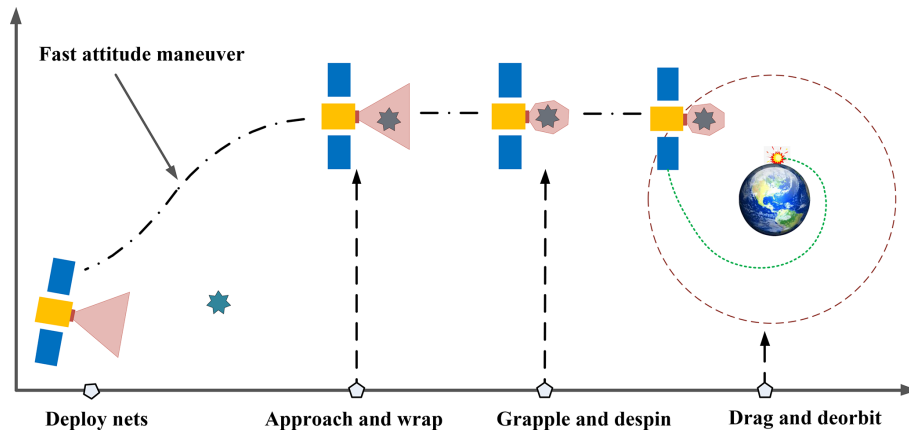 Fast attitude maneuver
Deploy nets
Approach and wrap
Grapple and despin
Drag and deorbit